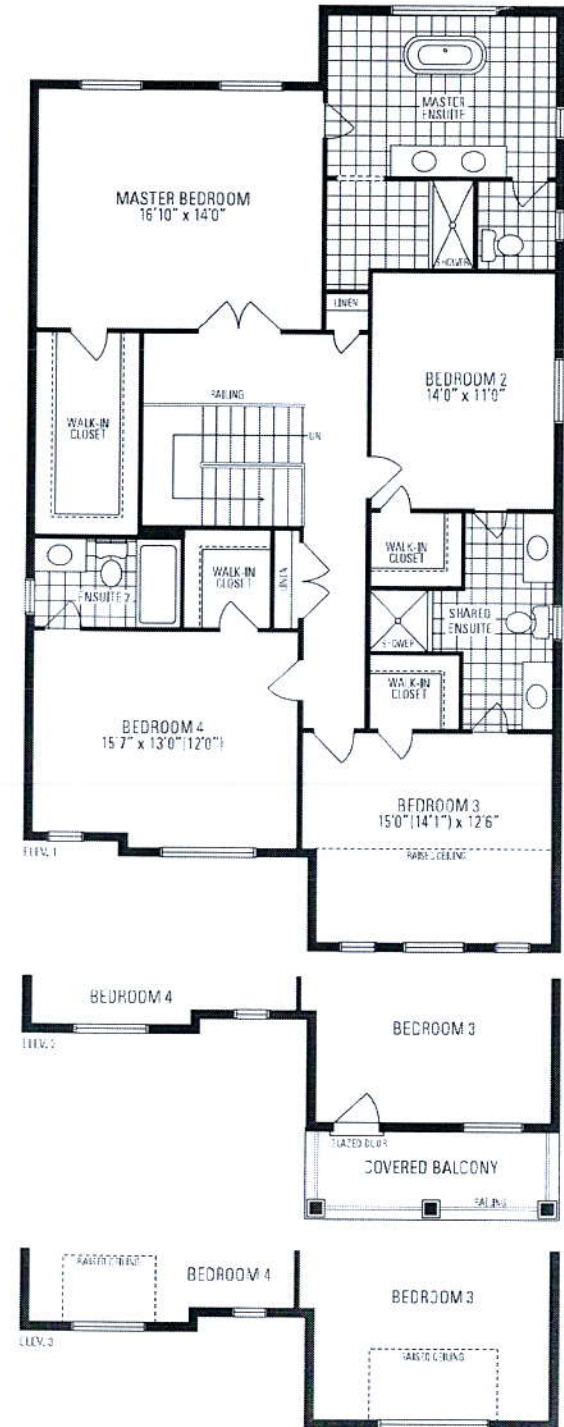 MASTER
ENSUITE
MASTER BEDROOM
16'10" x 14'0"
SHOWER
LINEN
BEDROOM 2
14'0" x 11'0"
RAILING
DN
WALK-IN
CLOSET
WALK-IN
CLOSET
WALK-IN
CLOSET
LINEN
ENSUITE 2
SHARED
ENSUITE
SHOWER
WALK-IN
CLOSET
BEDROOM 4
15'7" x 13'0"(12'0")
BEDROOM 3
15'0"(14'1") x 12'6"
RAISED CEILING
ELEV. 1
BEDROOM 4
BEDROOM 3
ELEV. 2
GLAZED DOOR
COVERED BALCONY
RAILING
RAISED CEILING
BEDROOM 4
BEDROOM 3
ELEV. 3
RAISED CEILING